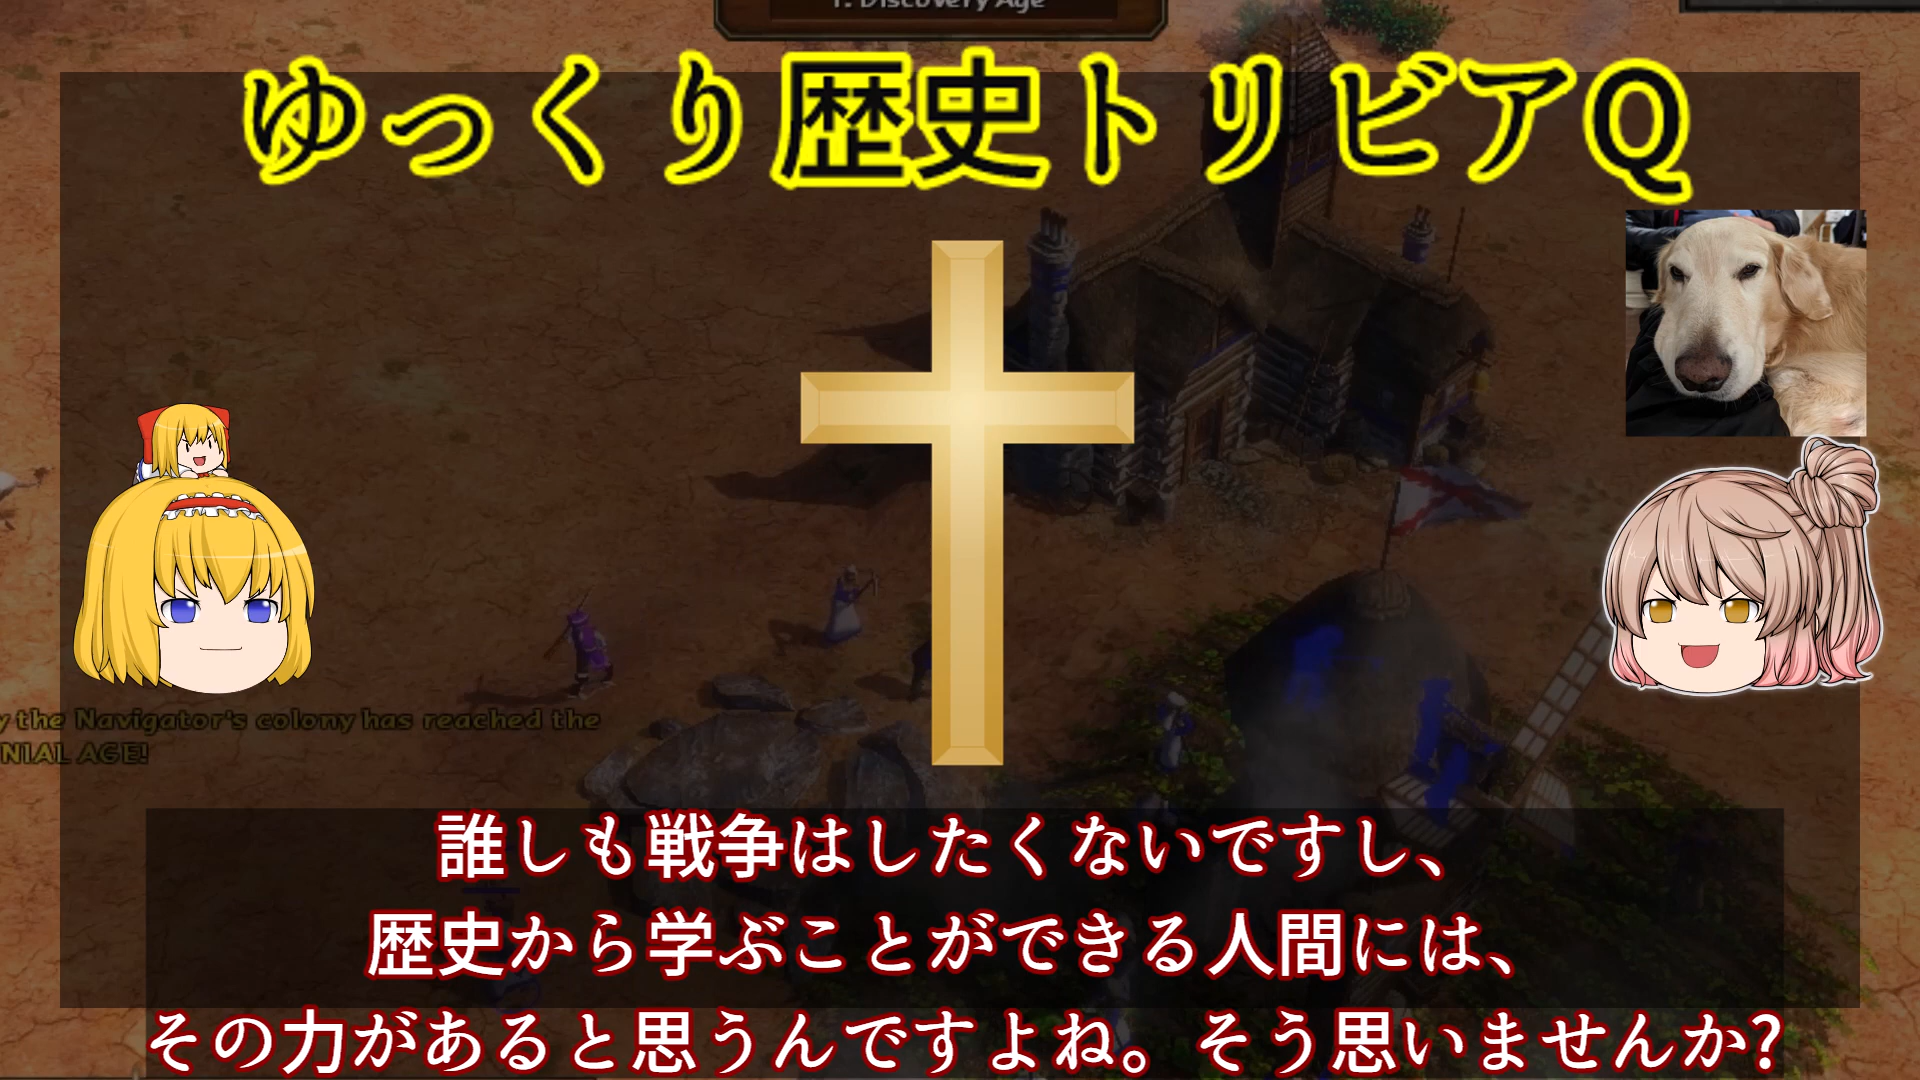 1. Discovery Age
ゆっくり歴史トリビアQ
y the Navigator's colony has reached the
NIAL AGE!
誰しも戦争はしたくないですし、
歴史から学ぶことができる人間には、
その力があると思うんですよね。そう思いませんか?